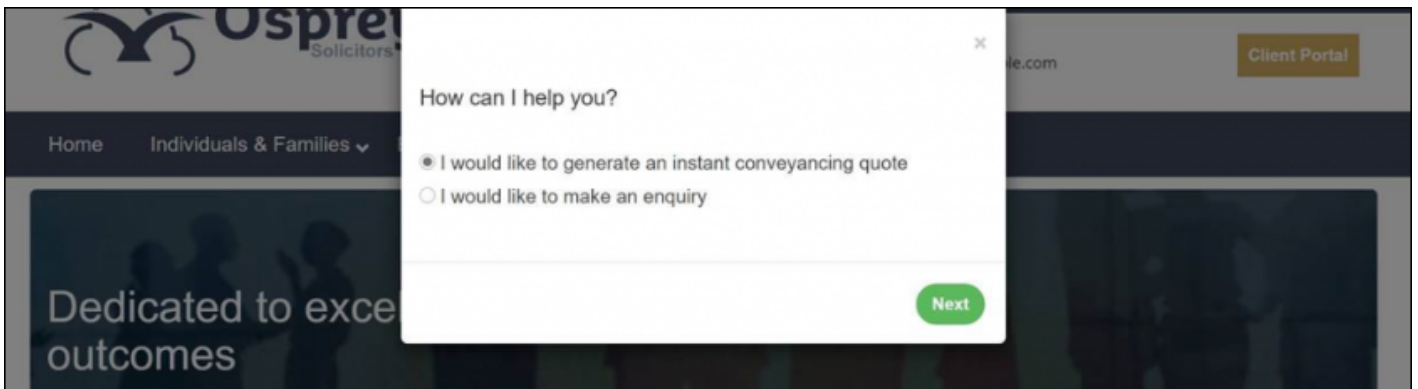 Osprey
Solicitors
le.com
Client Portal
How can I help you?
×
Home
Individuals & Families
I would like to generate an instant conveyancing quote
I would like to make an enquiry
Next
Dedicated to excel
outcomes